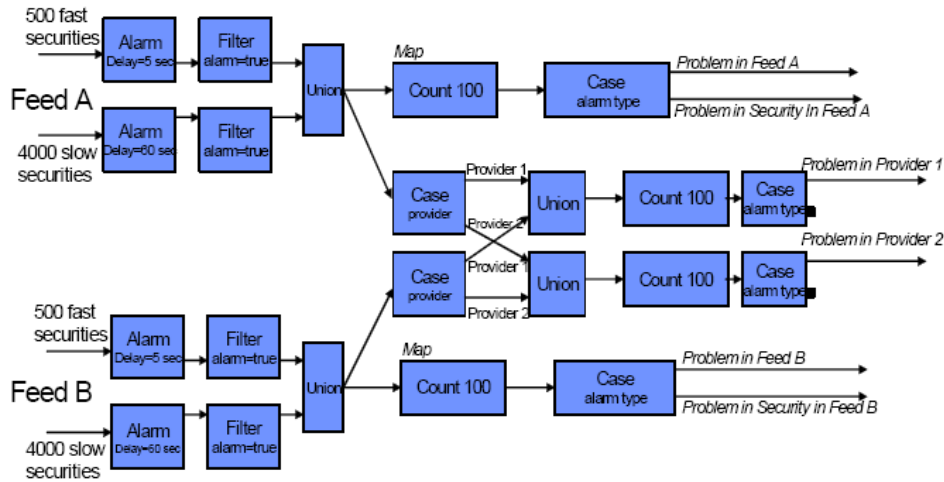 500 fast
securities
Alarm
Delay=5 sec
Filter
alarm=true
Feed A
4000 slow
securities
Alarm
Delay=60 sec
Filter
alarm=true
Union
Map
Count 100
Case
alarm type
Problem in Feed A
Problem in Security In Feed A
Case
provider
Provider 1
Provider 2
Union
Count 100
Case
alarm type
Problem in Provider 1
Case
provider
Provider 1
Provider 2
Union
Count 100
Case
alarm type
Problem in Provider 2
500 fast
securities
Alarm
Delay=5 sec
Filter
alarm=true
Feed B
4000 slow
securities
Alarm
Delay=60 sec
Filter
alarm=true
Union
Map
Count 100
Case
alarm type
Problem in Feed B
Problem in Security in Feed B